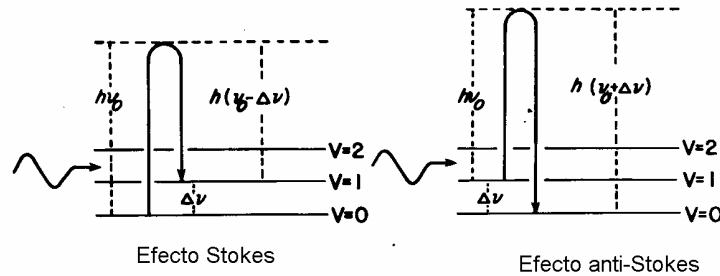 hν₀
h(ν₀-Δν)
V=2
V=1
Δν
V=0
Efecto Stokes
hν₀
h(ν₀+Δν)
V=2
V=1
Δν
V=0
Efecto anti-Stokes